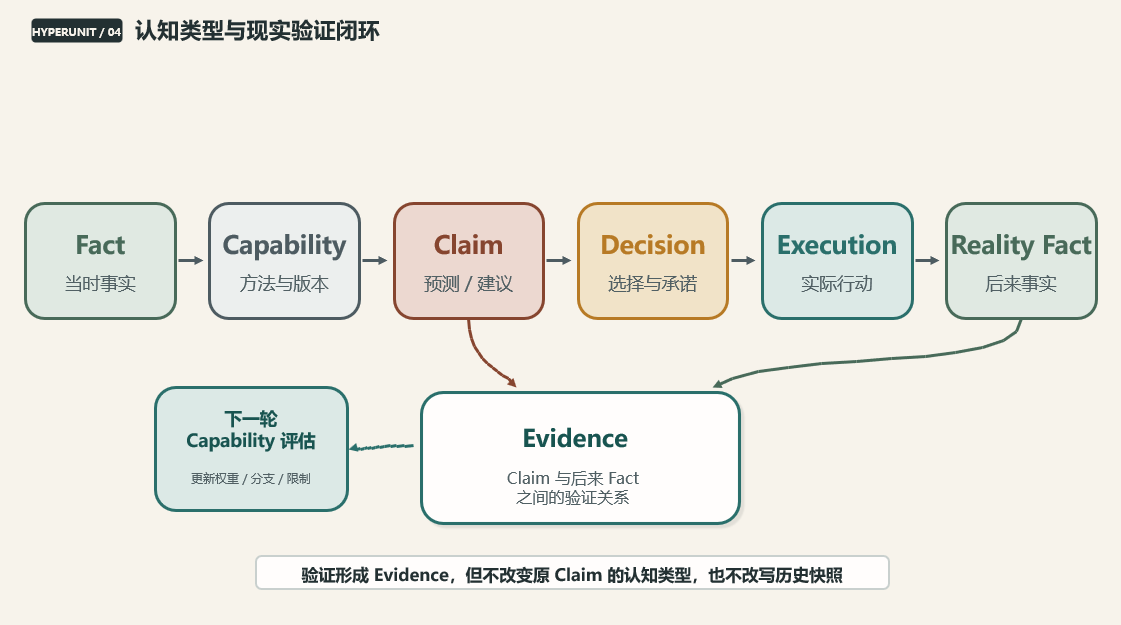 HYPERUNIT / 04
认知类型与现实验证闭环
Fact
当时事实
Capability
方法与版本
Claim
预测 / 建议
Decision
选择与承诺
Execution
实际行动
Reality Fact
后来事实
下一轮
Capability 评估
更新权重 / 分支 / 限制
Evidence
Claim 与后来 Fact
之间的验证关系
验证形成 Evidence，但不改变原 Claim 的认知类型，也不改写历史快照